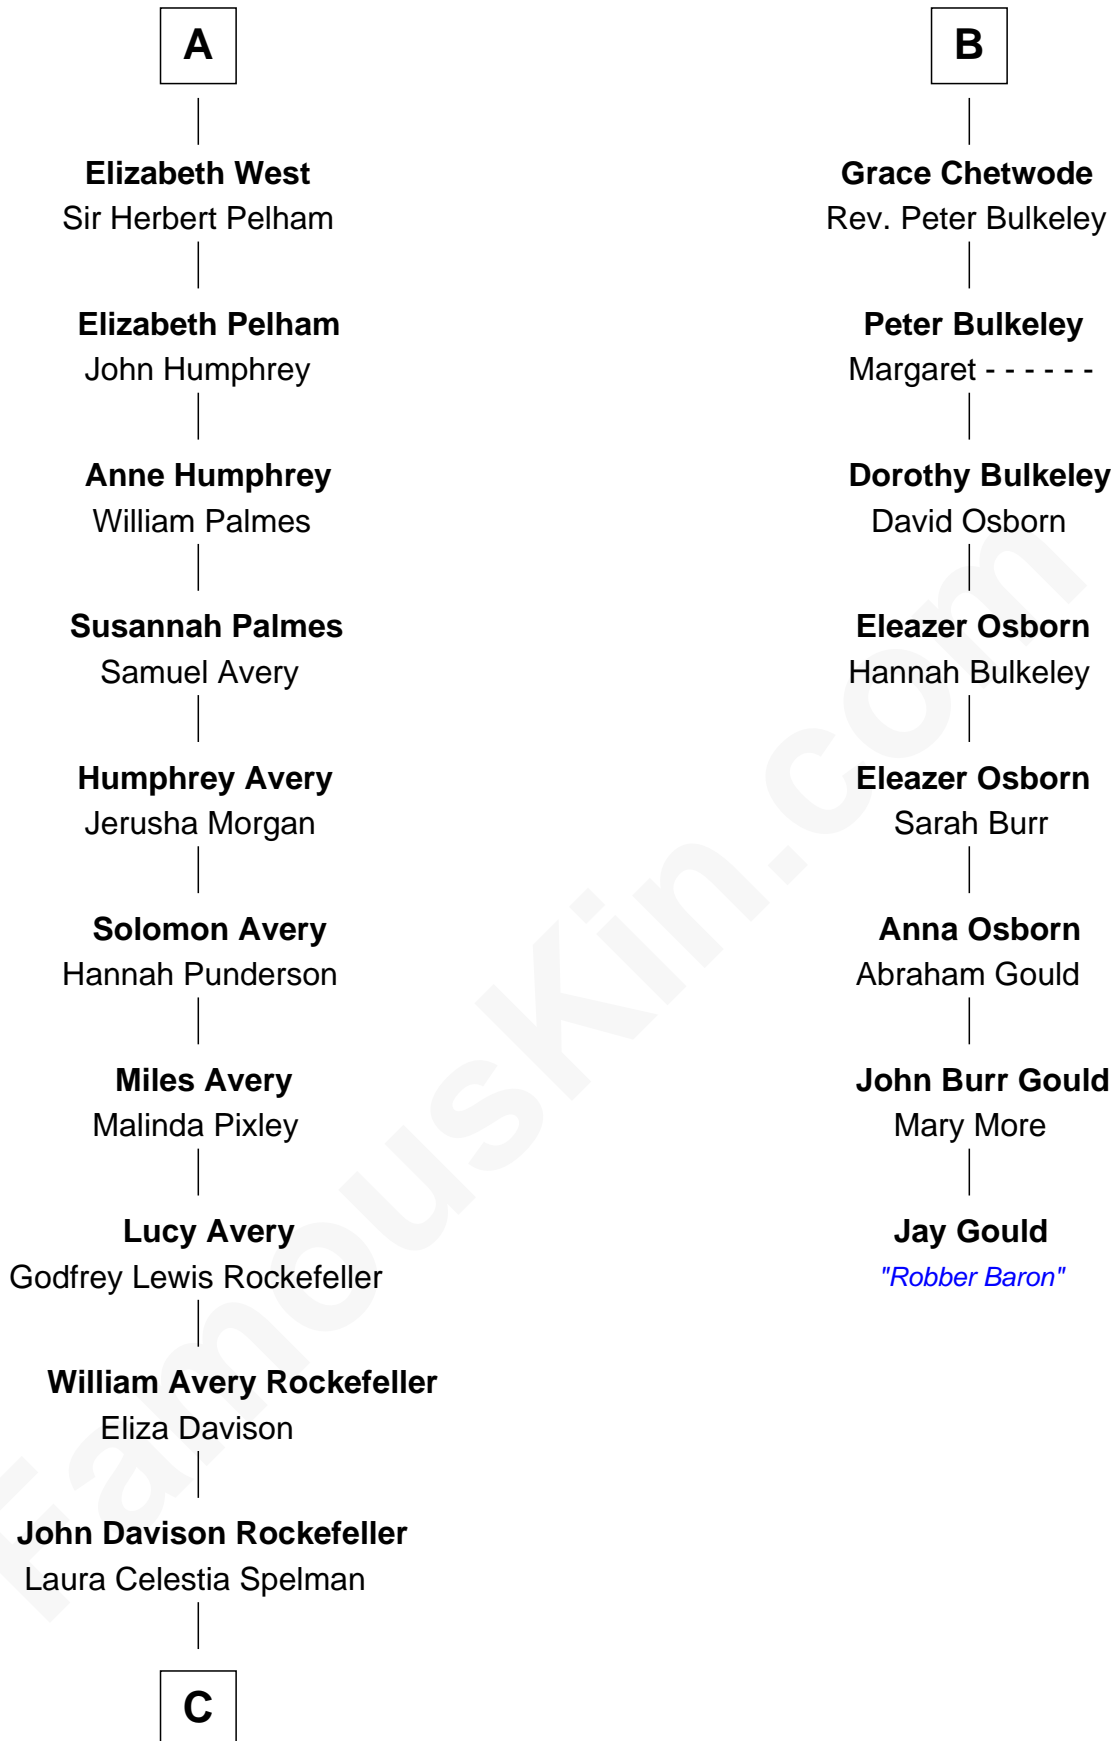 A
Elizabeth West
Sir Herbert Pelham
Elizabeth Pelham
John Humphrey
Anne Humphrey
William Palmes
Susannah Palmes
Samuel Avery
Humphrey Avery
Jerusha Morgan
Solomon Avery
Hannah Punderson
Miles Avery
Malinda Pixley
Lucy Avery
Godfrey Lewis Rockefeller
William Avery Rockefeller
Eliza Davison
John Davison Rockefeller
Laura Celestia Spelman
C
B
Grace Chetwode
Rev. Peter Bulkeley
Peter Bulkeley
Margaret - - - - - -
Dorothy Bulkeley
David Osborn
Eleazer Osborn
Hannah Bulkeley
Eleazer Osborn
Sarah Burr
Anna Osborn
Abraham Gould
John Burr Gould
Mary More
Jay Gould
"Robber Baron"
FamousKin.com